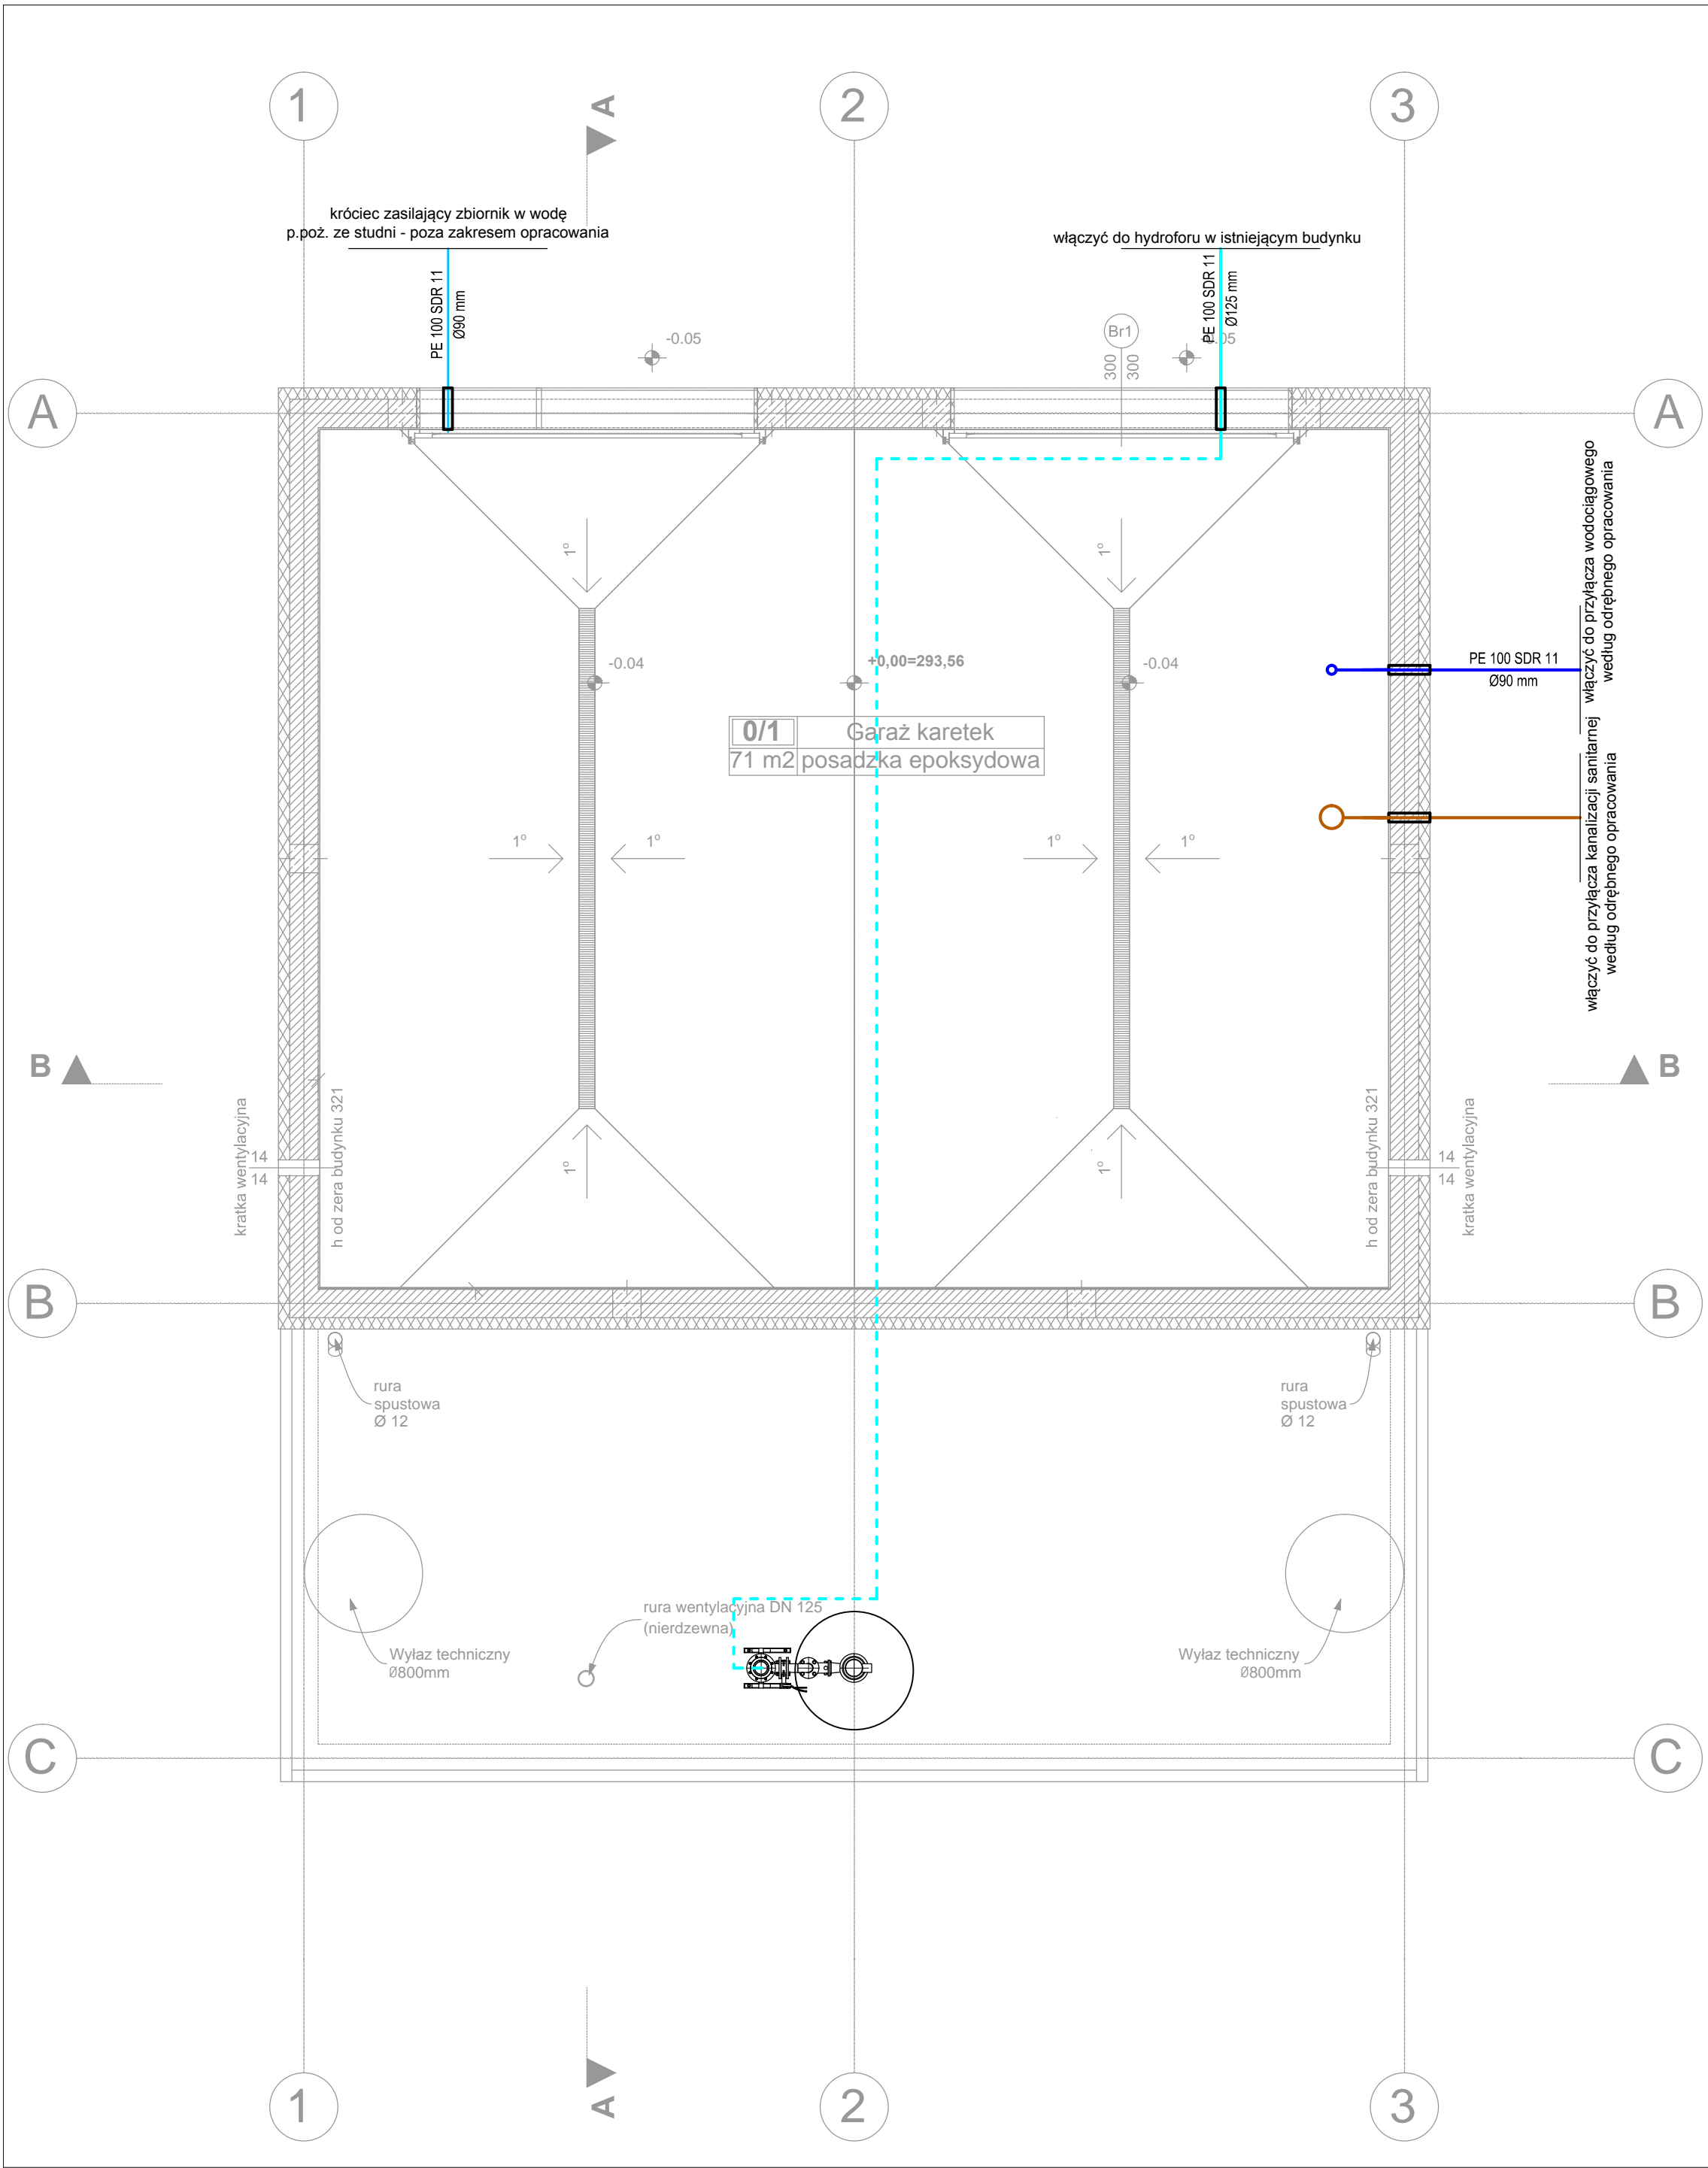 1
A
2
3
króciec zasilający zbiornik w wodę
p.poż. ze studni - poza zakresem opracowania
włączyć do hydroforu w istniejącym budynku
PE 100 SDR 11
Ø90 mm
PE 100 SDR 11
Ø125 mm
-0.05
Br1
300
300
-0.05
A
A
włączyć do przyłącza wodociągowego
według odrębnego opracowania
1°
1°
-0.04
+0,00=293,56
-0.04
PE 100 SDR 11
Ø90 mm
0/1
Garaż karetek
71 m2
posadzka epoksydowa
włączyć do przyłącza kanalizacji sanitarnej
według odrębnego opracowania
1°
1°
1°
1°
B
B
kratka wentylacyjna
14
14
h od zera budynku 321
1°
1°
h od zera budynku 321
14
14
kratka wentylacyjna
B
B
rura
spustowa
Ø 12
rura
spustowa
Ø 12
rura wentylacyjna DN 125
(nierdzewna)
Wyłaz techniczny
Ø800mm
Wyłaz techniczny
Ø800mm
C
C
1
A
2
3